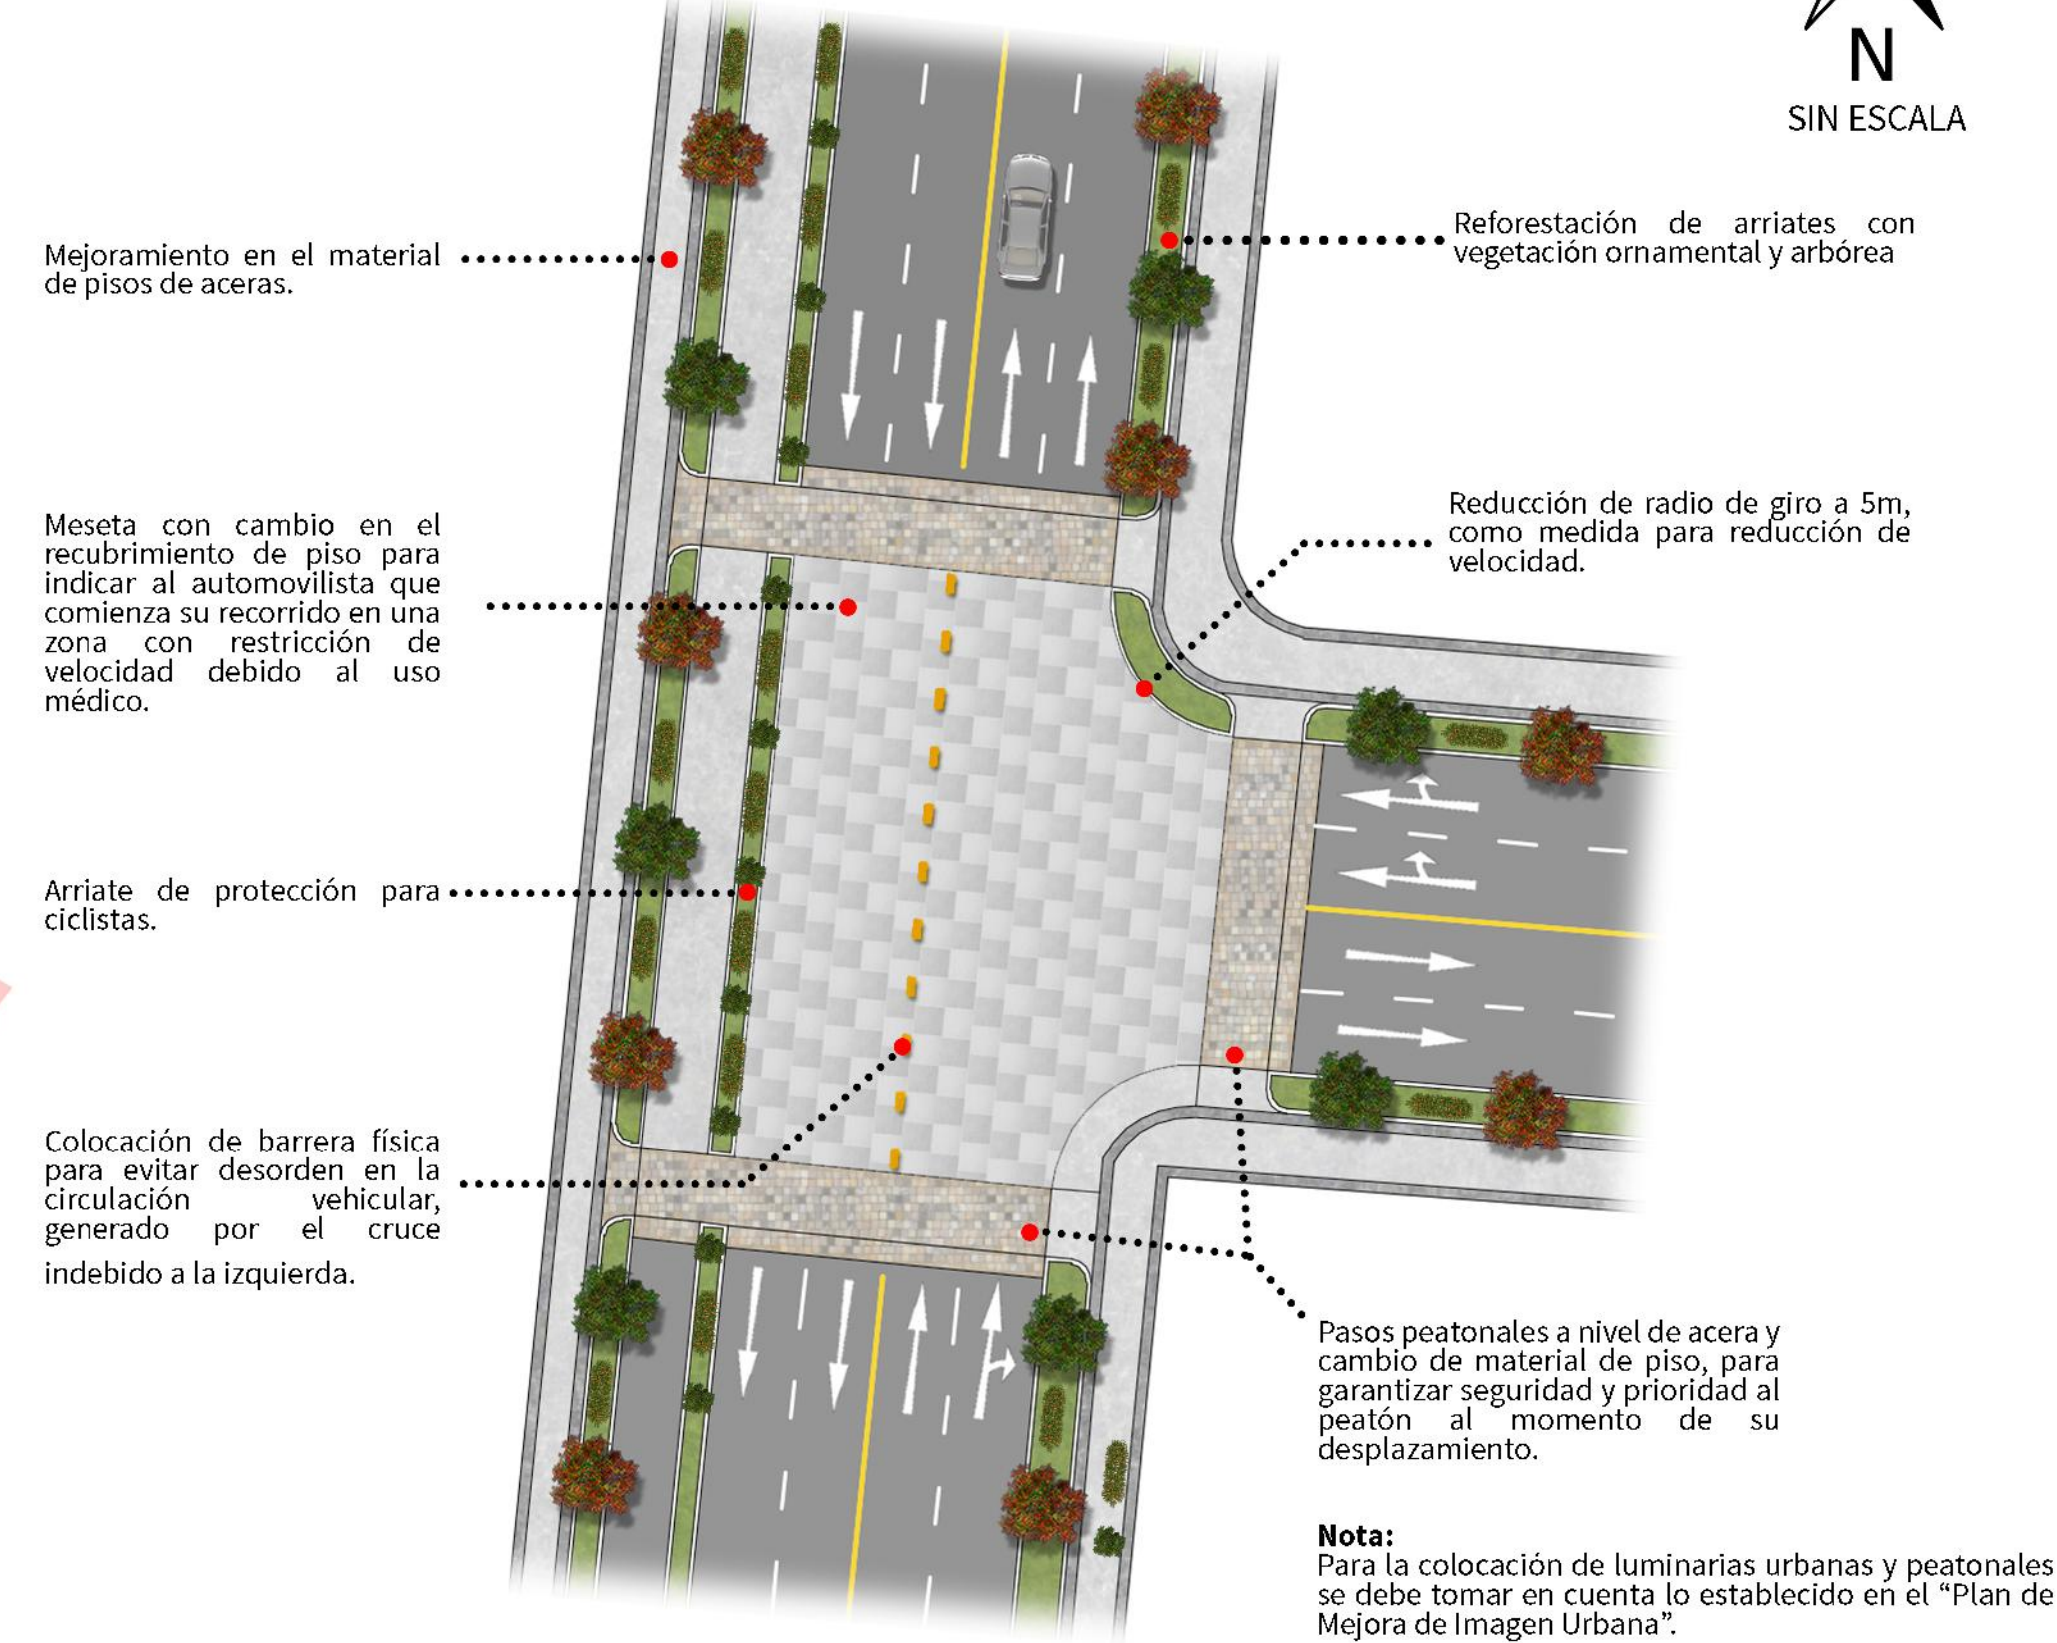 N
SIN ESCALA
Mejoramiento en el material
de pisos de aceras.
Reforestación de arriates con
vegetación ornamental y arbórea
Meseta con cambio en el
recubrimiento de piso para
indicar al automovilista que
comienza su recorrido en una
zona con restricción de
velocidad debido al uso
médico.
Reducción de radio de giro a 5m,
como medida para reducción de
velocidad.
Arriate de protección para
ciclistas.
Colocación de barrera física
para evitar desorden en la
circulación vehicular,
generado por el cruce
indebido a la izquierda.
Pasos peatonales a nivel de acera y
cambio de material de piso, para
garantizar seguridad y prioridad al
peatón al momento de su
desplazamiento.
Nota:
Para la colocación de luminarias urbanas y peatonales
se debe tomar en cuenta lo establecido en el “Plan de
Mejora de Imagen Urbana”.